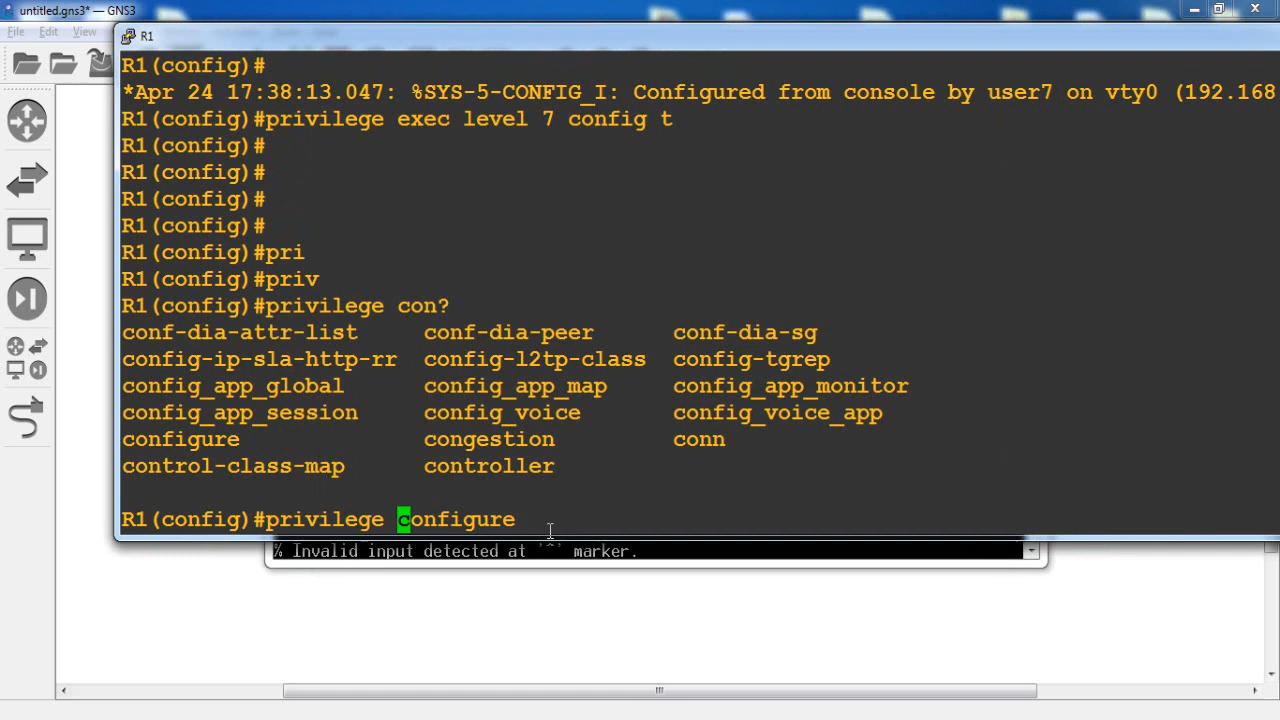 untitled.gns3* — GNS3
File Edit View
R1
R1(config)#
*Apr 24 17:38:13.047: %SYS-5-CONFIG_I: Configured from console by user7 on vty0 (192.168
R1(config)#privilege exec level 7 config t
R1(config)#
R1(config)#
R1(config)#
R1(config)#
R1(config)#pri
R1(config)#priv
R1(config)#privilege con?
conf-dia-attr-list conf-dia-peer conf-dia-sg
config-ip-sla-http-rr config-l2tp-class config-tgrep
config_app_global config_app_map config_app_monitor
config_app_session config_voice config_voice_app
configure congestion conn
control-class-map controller
R1(config)#privilege configure
% Invalid input detected at '^' marker.